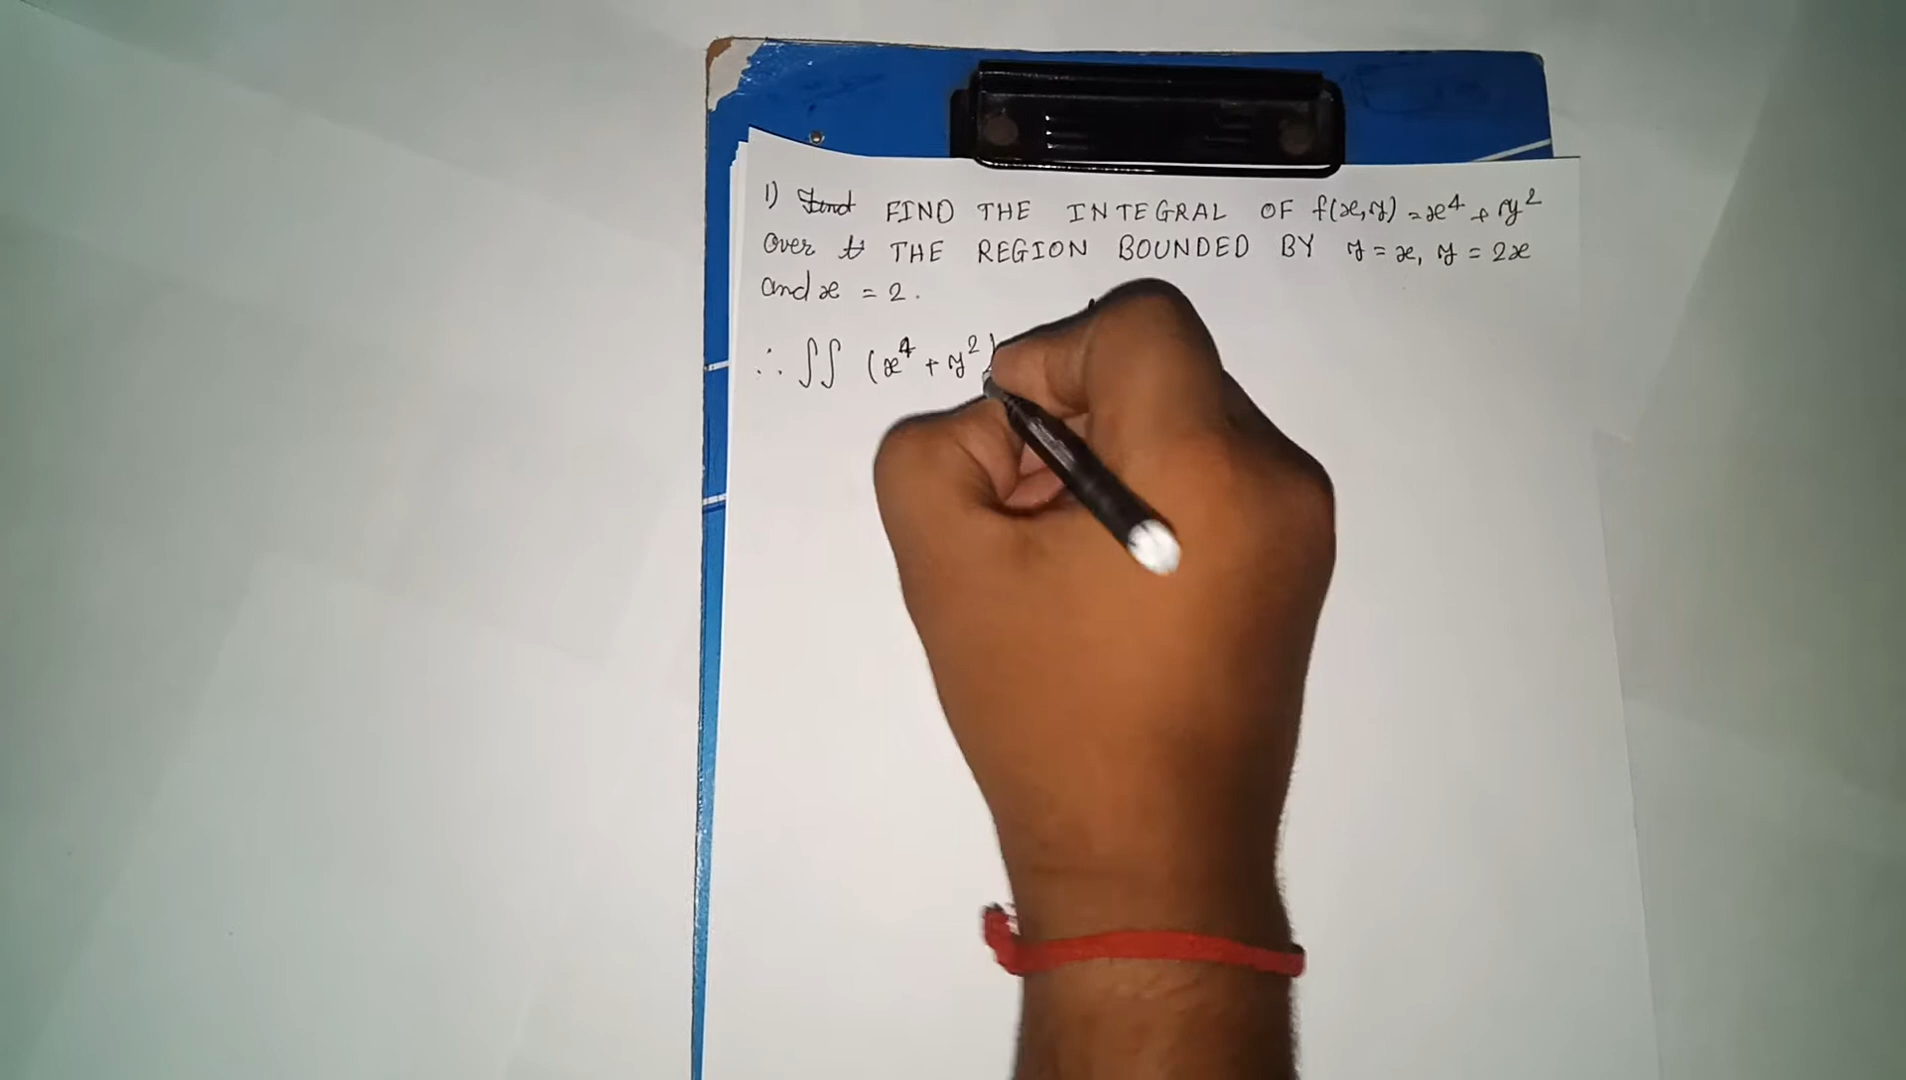 1) Find FIND THE INTEGRAL OF f(x,y) = x⁴ + y²
over t THE REGION BOUNDED BY y = x, y = 2x
and x = 2.
∴ ∫∫ (x⁴ + y²)